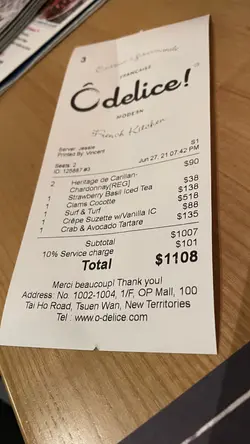 3
FRANÇAISE
Ô delice!
MODERN
French Kitchen
Server: Jessie
Printed By: Vincent
Seats: 2
ID: 125887 #3 Jun 27, 21 07:42 PM
S1
2 Heritage de Carillan-Chardonnay[REG] $90
1 Strawberry Basil Iced Tea $38
1 Clams Cocotte $138
1 Surf & Turf $518
1 Crêpe Suzette w/Vanilla IC $88
1 Crab & Avocado Tartare $135
Subtotal $1007
10% Service charge $101
Total $1108
Merci beaucoup! Thank you!
Address: No. 1002-1004, 1/F, OP Mall, 100
Tai Ho Road, Tsuen Wan, New Territories
Tel : www.o-delice.com